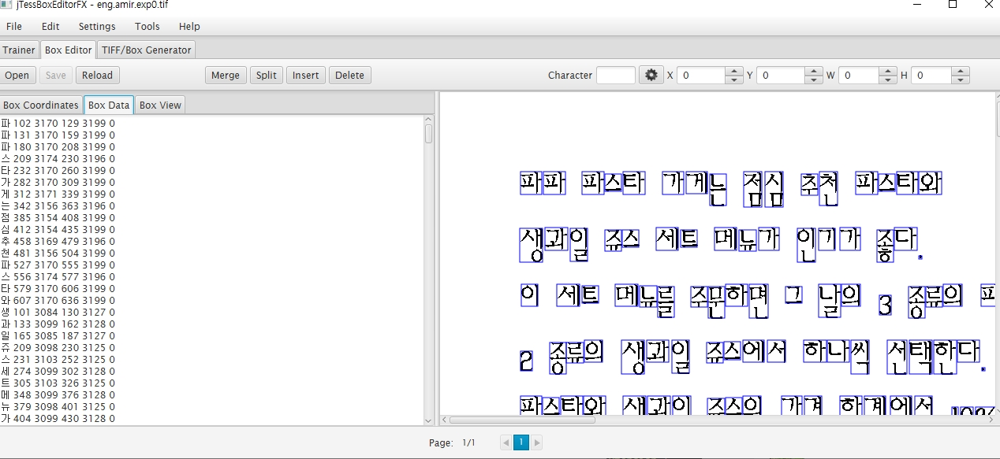 jTessBoxEditorFX - eng.amir.exp0.tif
File Edit Settings Tools Help
Trainer Box Editor TIFF/Box Generator
Open Save Reload Merge Split Insert Delete Character X 0 Y 0 W 0 H 0
Box Coordinates Box Data Box View
파 102 3170 129 3199 0
파 131 3170 159 3199 0
파 180 3170 208 3199 0
스 209 3174 230 3196 0
타 232 3170 260 3199 0
가 282 3170 309 3199 0
게 312 3171 339 3199 0
는 342 3156 363 3196 0
점 385 3154 408 3199 0
심 412 3154 435 3199 0
추 458 3169 479 3196 0
천 481 3156 504 3199 0
파 527 3170 555 3199 0
스 556 3174 577 3196 0
타 579 3170 606 3199 0
와 607 3170 636 3199 0
생 101 3084 130 3127 0
과 133 3099 162 3128 0
일 165 3085 187 3127 0
쥬 209 3098 230 3125 0
스 231 3103 252 3125 0
세 274 3099 302 3128 0
트 305 3103 326 3125 0
메 348 3099 376 3128 0
뉴 379 3098 401 3125 0
가 404 3099 430 3128 0
파파 파스타 가게는 점심 추천 파스타와
생과일 쥬스 세트 메뉴가 인기가 좋다.
이 세트 메뉴를 주문하면 그 날의 3 종류의 파
2 종류의 생과일 쥬스에서 하나씩 선택한다.
파스타와 생과일 쥬스의 가격 합계에서 10%
Page: 1/1 1